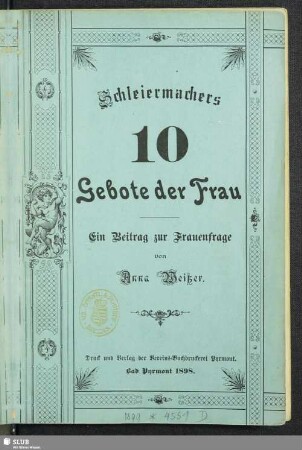 Schleiermachers
10
Gebote der Frau
Ein Beitrag zur Frauenfrage
von
Anna Weißer.
Druck und Verlag der Vereins-Buchdruckerei Pyrmont.
Bad Pyrmont 1898.
SLUB